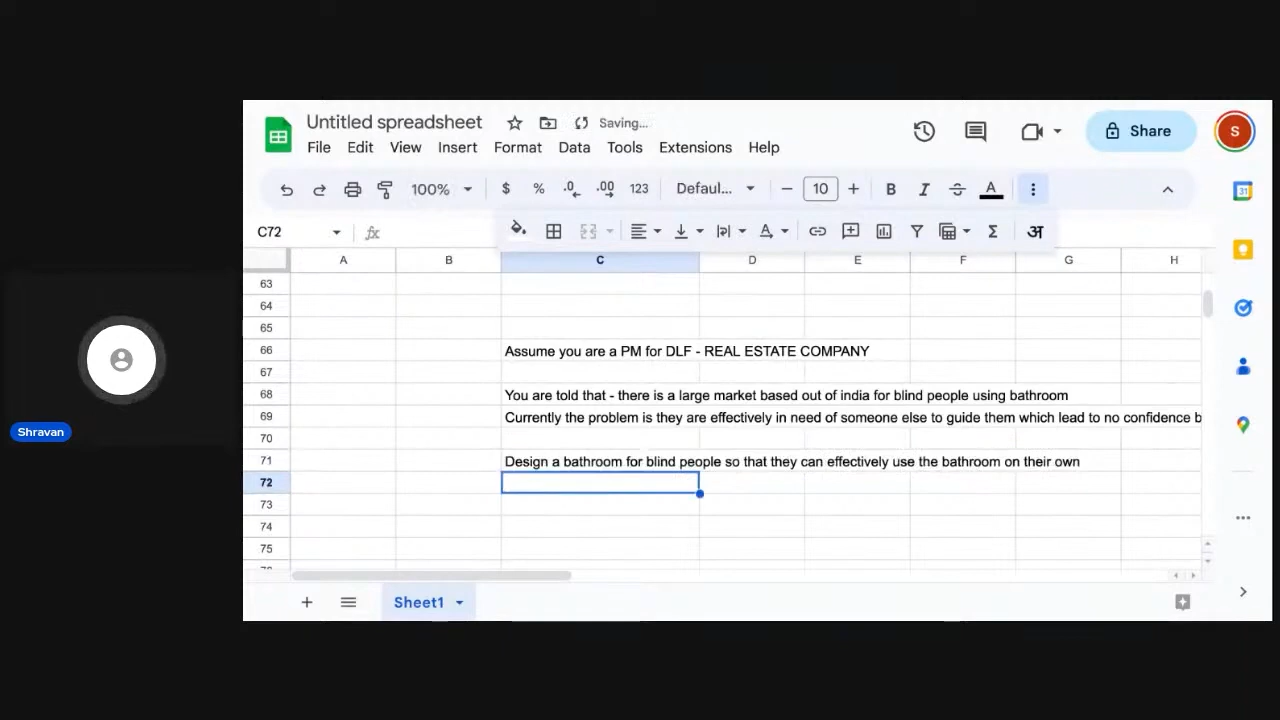 Untitled spreadsheet Saving...
File Edit View Insert Format Data Tools Extensions Help
Share
S
100% $ % .0 .00 123 Defaul... 10 B I S A
C72 fx अ
31
A B C D E F G H
63
64
65
66 Assume you are a PM for DLF - REAL ESTATE COMPANY
67
68 You are told that - there is a large market based out of india for blind people using bathroom
69 Currently the problem is they are effectively in need of someone else to guide them which lead to no confidence b
70
71 Design a bathroom for blind people so that they can effectively use the bathroom on their own
72
73
74
75
Shravan
Sheet1